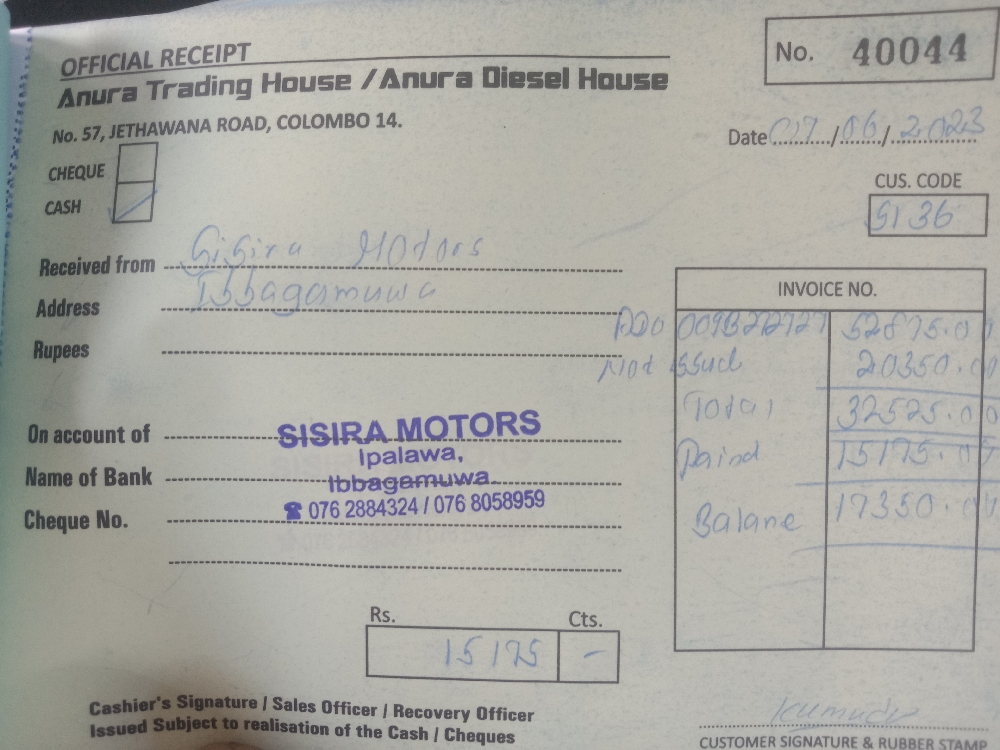 OFFICIAL RECEIPT
No. 40044
Anura Trading House /Anura Diesel House
No. 57, JETHAWANA ROAD, COLOMBO 14.
Date 07/06/2023
CHEQUE
CASH
CUS. CODE
SI 36
Received from Sisira Motors
Address Ibbagamuwa
Rupees
INVOICE NO.
52875.00
Not issud 20350.00
Total 32525.00
Paind 15175.00
Balane 17350.00
On account of
Name of Bank
Cheque No.
SISIRA MOTORS
Ipalawa,
Ibbagamuwa.
☎ 076 2884324 / 076 8058959
Rs. Cts.
15175 -
Cashier's Signature / Sales Officer / Recovery Officer
Issued Subject to realisation of the Cash / Cheques
CUSTOMER SIGNATURE & RUBBER STAMP